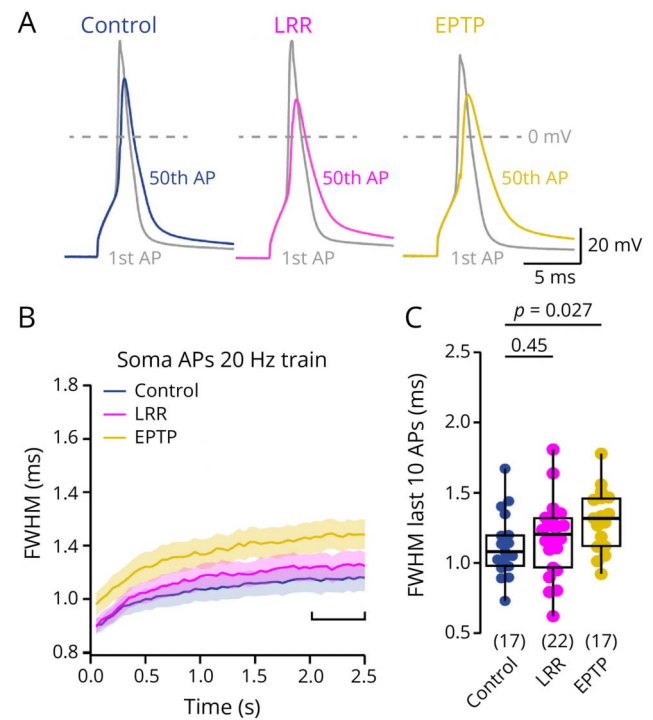 A
Control
LRR
EPTP
0 mV
50th AP
50th AP
50th AP
1st AP
1st AP
1st AP
20 mV
5 ms
B
Soma APs 20 Hz train
Control
LRR
EPTP
FWHM (ms)
1.8
1.6
1.4
1.4
1.0
0.8
0.0 0.5 1.0 1.5 2.0 2.5
Time (s)
C
p = 0.027
0.45
FWHM last 10 APs (ms)
2.5
2.0
1.5
1.0
0.5
(17) (22) (17)
Control
LRR
EPTP